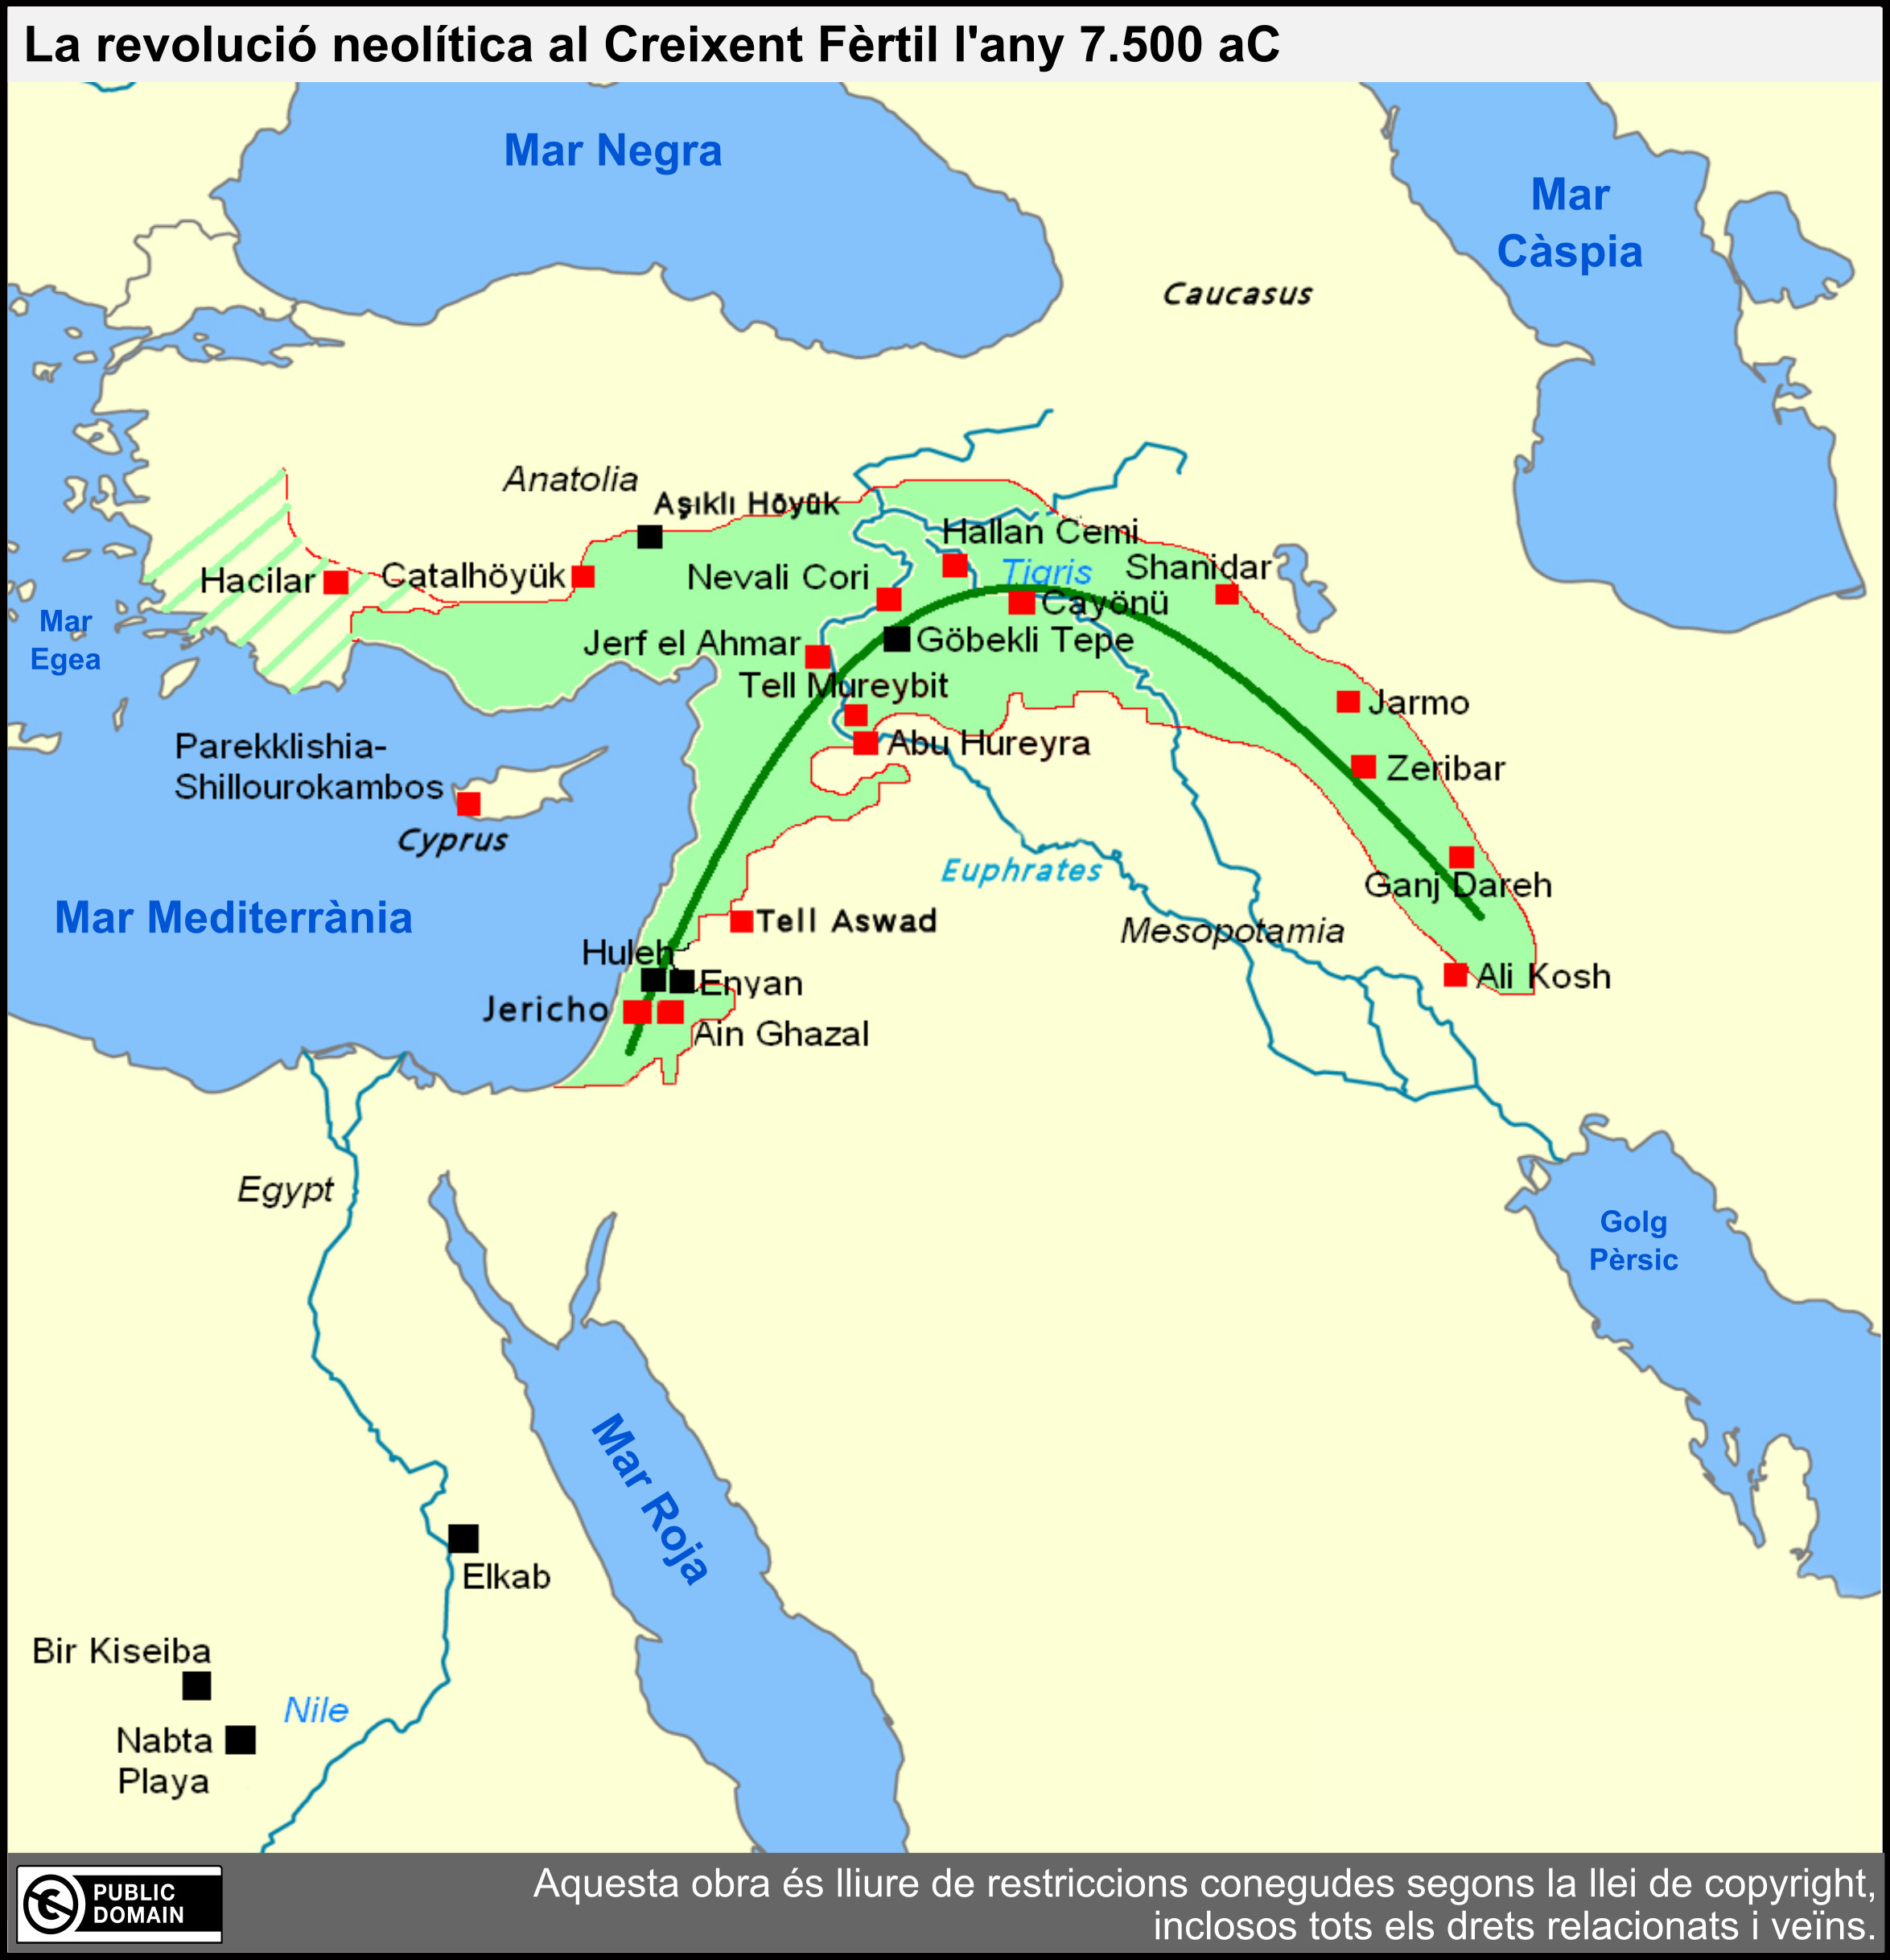 La revolució neolítica al Creixent Fèrtil l'any 7.500 aC
Mar Negra
Mar
Càspia
Caucasus
Anatolia
Aşıklı Höyük
Hallan Cemi
Hacilar
Catalhöyük
Nevali Cori
Tigris
Shanidar
Cayönü
Mar
Egea
Jerf el Ahmar
Göbekli Tepe
Tell Mureybit
Jarmo
Parekklishia-
Shillourokambos
Abu Hureyra
Zeribar
Cyprus
Euphrates
Ganj Dareh
Mar Mediterrània
Tell Aswad
Mesopotamia
Huleh
Enyan
Ali Kosh
Jericho
Ain Ghazal
Egypt
Golg
Pèrsic
Mar Roja
Elkab
Bir Kiseiba
Nile
Nabta
Playa
PUBLIC
DOMAIN
Aquesta obra és lliure de restriccions conegudes segons la llei de copyright,
inclosos tots els drets relacionats i veïns.